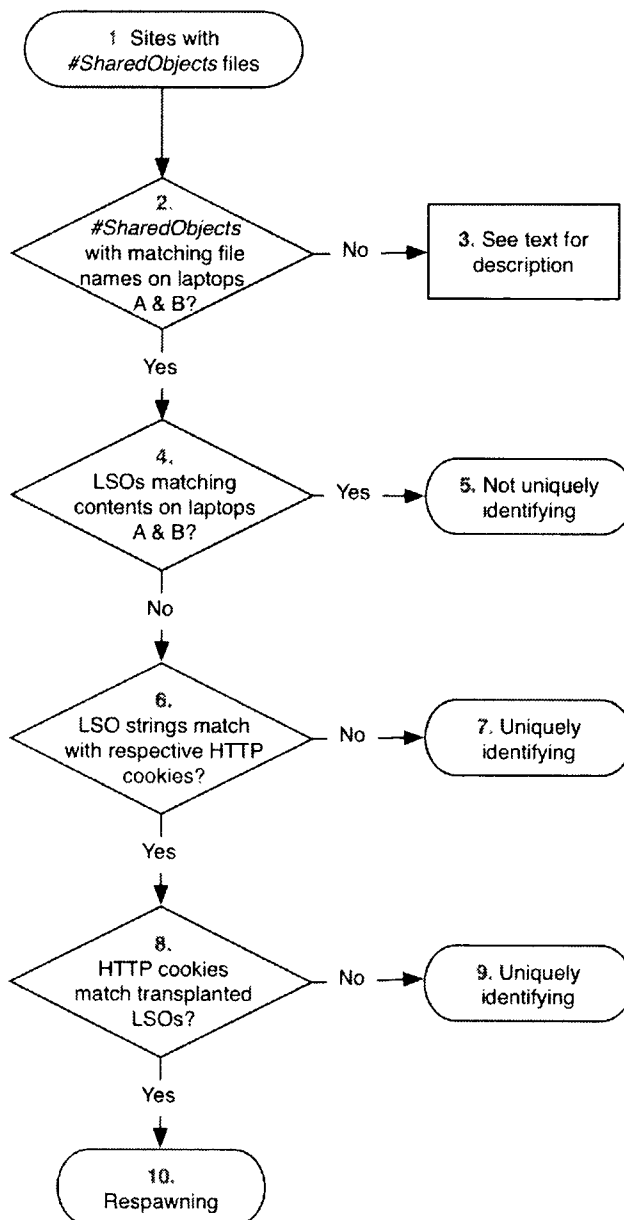 1 Sites with
#SharedObjects files
2.
#SharedObjects
with matching file
names on laptops
A & B?
No
3. See text for
description
Yes
4.
LSOs matching
contents on laptops
A & B?
Yes
5. Not uniquely
identifying
No
6.
LSO strings match
with respective HTTP
cookies?
No
7. Uniquely
identifying
Yes
8.
HTTP cookies
match transplanted
LSOs?
No
9. Uniquely
identifying
Yes
10.
Respawning